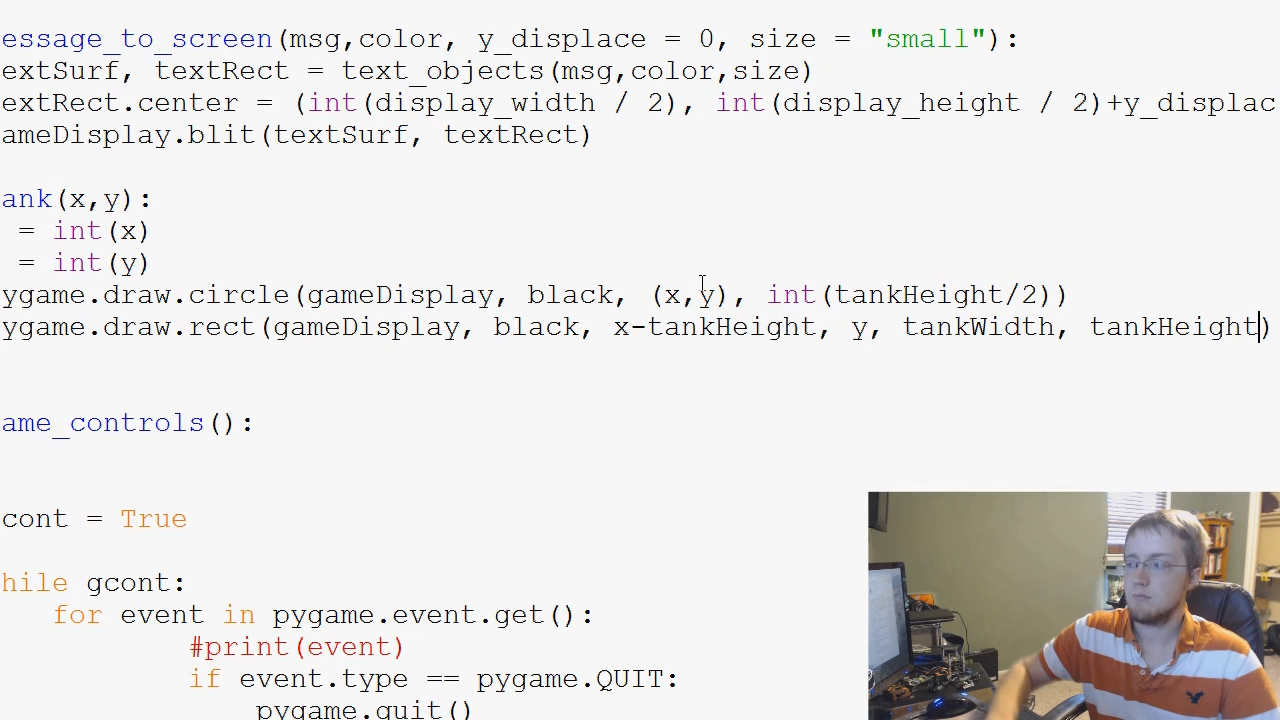 essage_to_screen(msg,color, y_displace = 0, size = "small"):
extSurf, textRect = text_objects(msg,color,size)
extRect.center = (int(display_width / 2), int(display_height / 2)+y_displac
ameDisplay.blit(textSurf, textRect)
ank(x,y):
= int(x)
= int(y)
ygame.draw.circle(gameDisplay, black, (x,y), int(tankHeight/2))
ygame.draw.rect(gameDisplay, black, x-tankHeight, y, tankWidth, tankHeight)
ame_controls():
cont = True
hile gcont:
for event in pygame.event.get():
#print(event)
if event.type == pygame.QUIT:
pygame.quit()